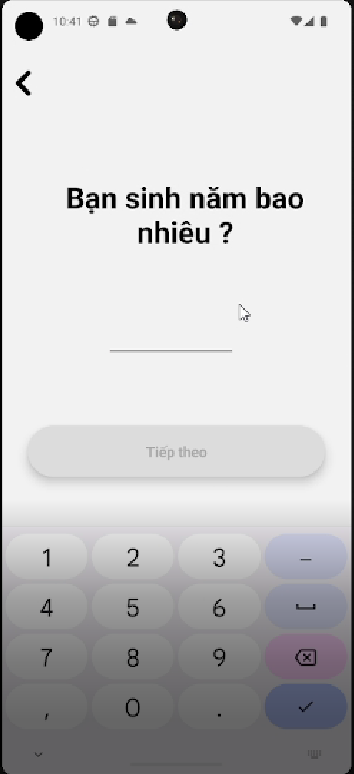 10:41
Bạn sinh năm bao
nhiêu ?
Tiếp theo
1 2 3 –
4 5 6
7 8 9
, 0 .